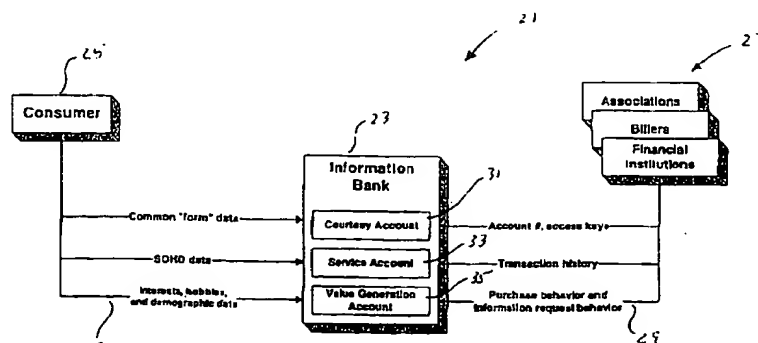 21
25
Consumer
23
Associations
Billers
Financial
Institutions
Information
Bank
31
Common "form" data
Courtesy Account
Account #, access keys
33
SDHD data
Service Account
Transaction history
35
Interests, hobbies,
and demographic data
Value Generation
Account
Purchase behavior and
information request behavior
29